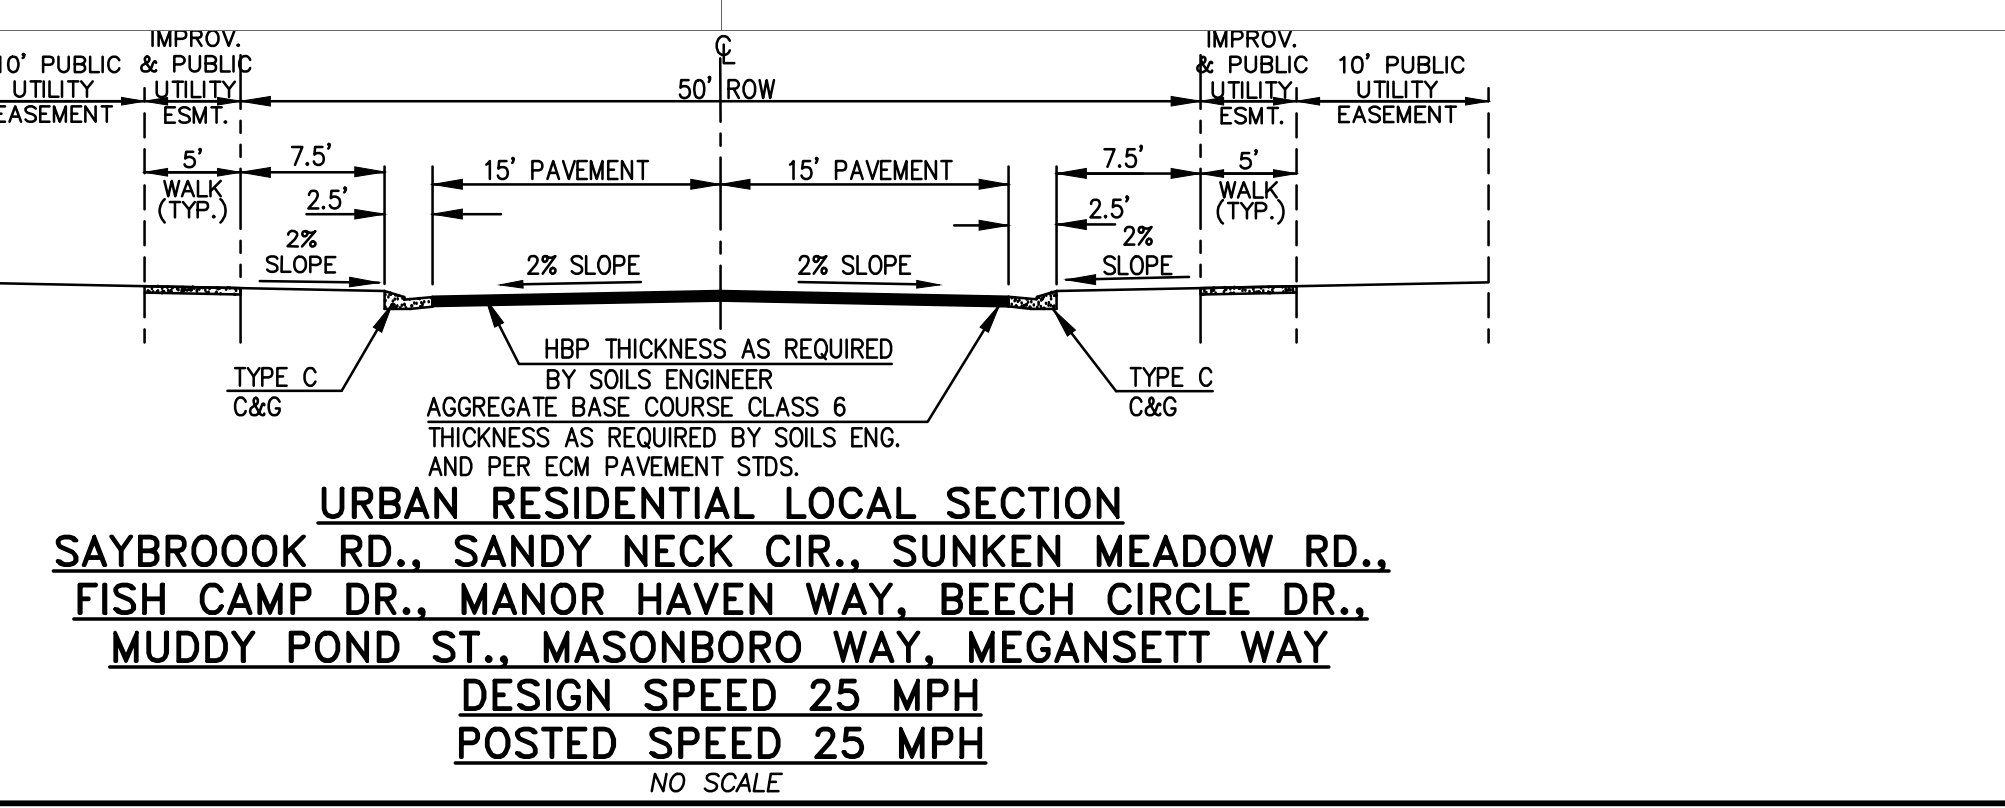 IMPROV.
& PUBLIC
UTILITY
ESMT.
10' PUBLIC
UTILITY
EASEMENT
℄
50' ROW
IMPROV.
& PUBLIC
UTILITY
ESMT.
10' PUBLIC
UTILITY
EASEMENT
5'
WALK
(TYP.)
7.5'
2.5'
15' PAVEMENT
15' PAVEMENT
7.5'
2.5'
5'
WALK
(TYP.)
2%
SLOPE
2% SLOPE
2% SLOPE
2%
SLOPE
HBP THICKNESS AS REQUIRED
BY SOILS ENGINEER
TYPE C
C&G
TYPE C
C&G
AGGREGATE BASE COURSE CLASS 6
THICKNESS AS REQUIRED BY SOILS ENG.
AND PER ECM PAVEMENT STDS.
URBAN RESIDENTIAL LOCAL SECTION
SAYBROOOK RD., SANDY NECK CIR., SUNKEN MEADOW RD.,
FISH CAMP DR., MANOR HAVEN WAY, BEECH CIRCLE DR.,
MUDDY POND ST., MASONBORO WAY, MEGANSETT WAY
DESIGN SPEED 25 MPH
POSTED SPEED 25 MPH
NO SCALE